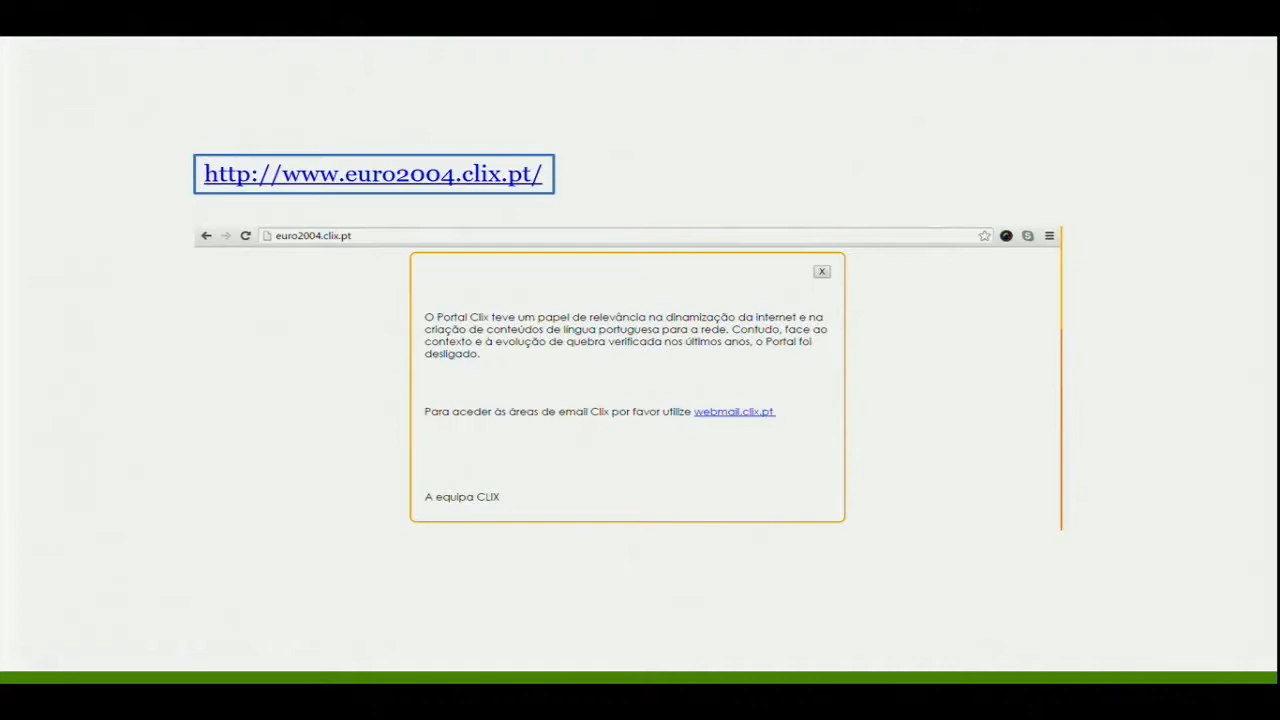 http://www.euro2004.clix.pt/
euro2004.clix.pt
X
O Portal Clix teve um papel de relevância na dinamização da internet e na
criação de conteúdos de língua portuguesa para a rede. Contudo, face ao
contexto e à evolução de quebra verificada nos últimos anos, o Portal foi
desligado.
Para aceder às áreas de email Clix por favor utilize webmail.clix.pt
A equipa CLIX